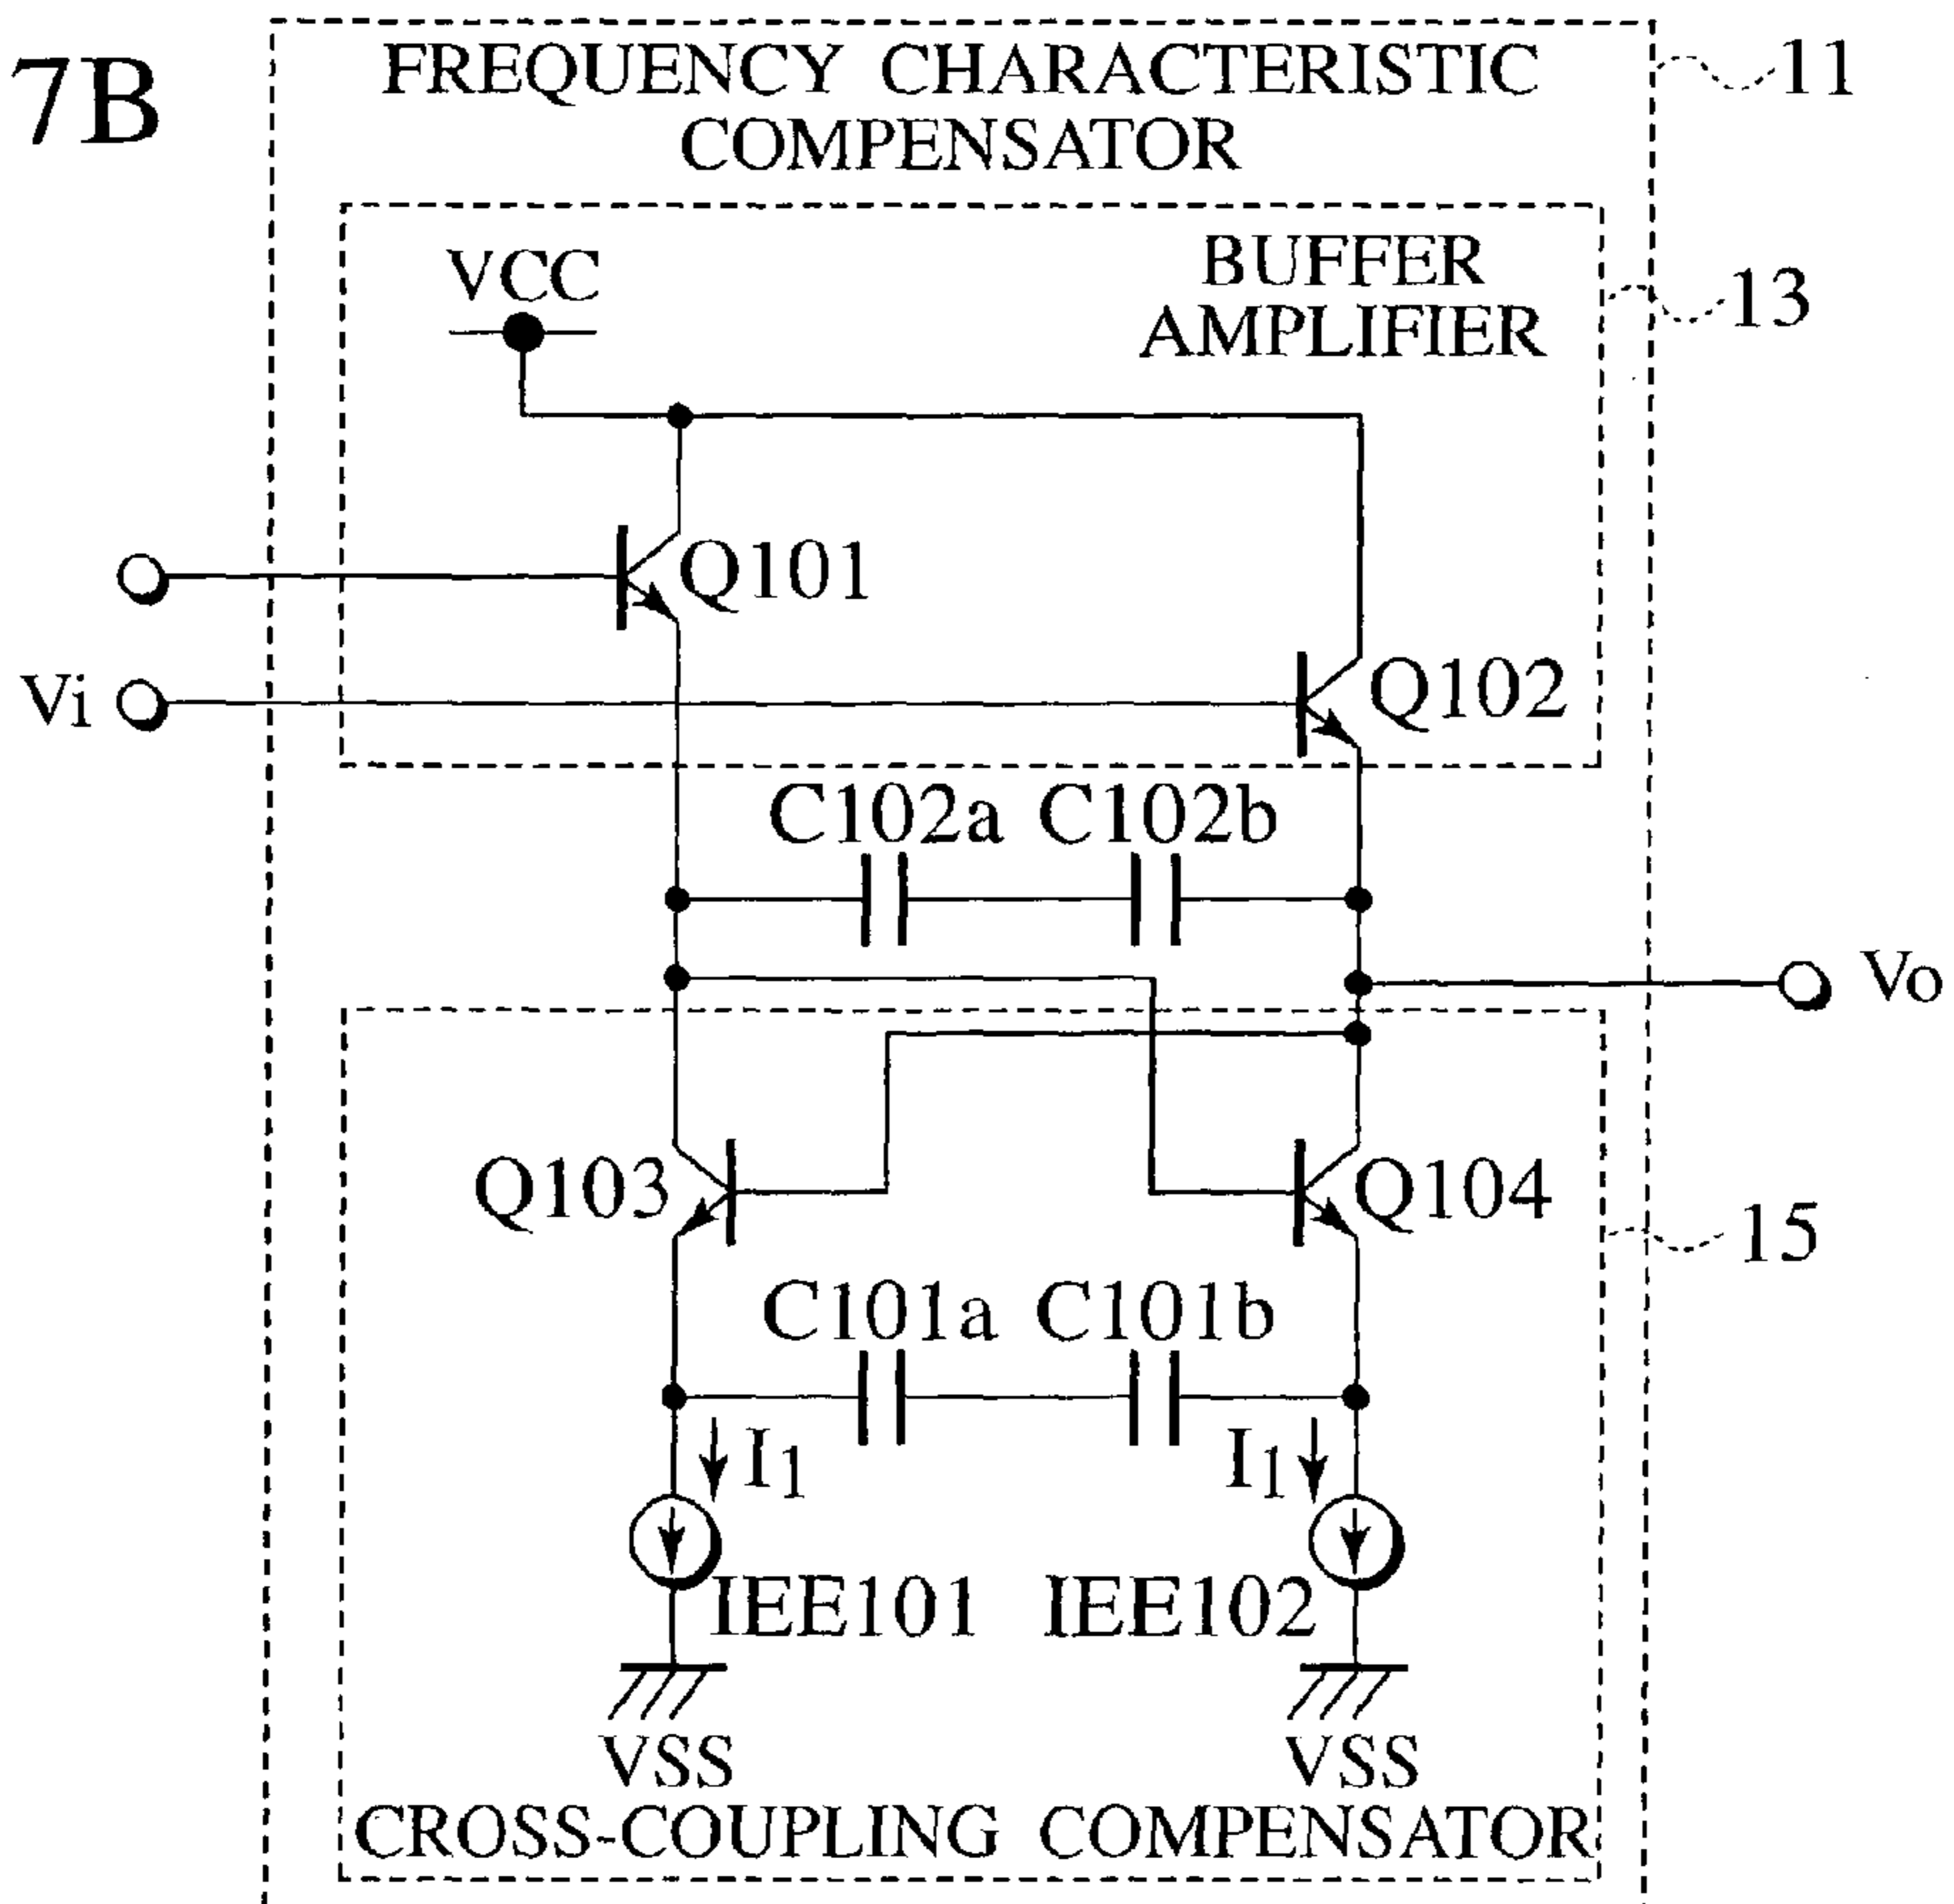 7B
FREQUENCY CHARACTERISTIC
COMPENSATOR
11
BUFFER
AMPLIFIER
13
VCC
Q101
Vi
Q102
C102a C102b
Vo
Q103
Q104
15
C101a C101b
I1
I1
IEE101
IEE102
VSS
VSS
CROSS-COUPLING COMPENSATOR